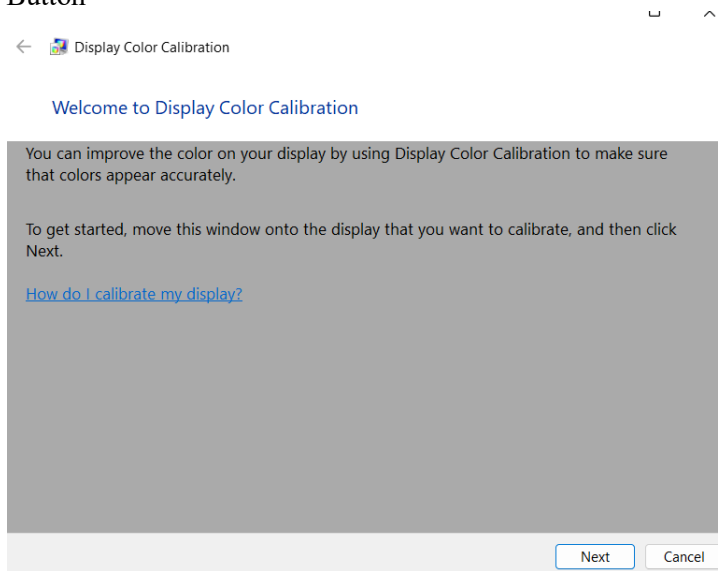 Button
Display Color Calibration
Welcome to Display Color Calibration
You can improve the color on your display by using Display Color Calibration to make sure
that colors appear accurately.
To get started, move this window onto the display that you want to calibrate, and then click
Next.
How do I calibrate my display?
Next
Cancel